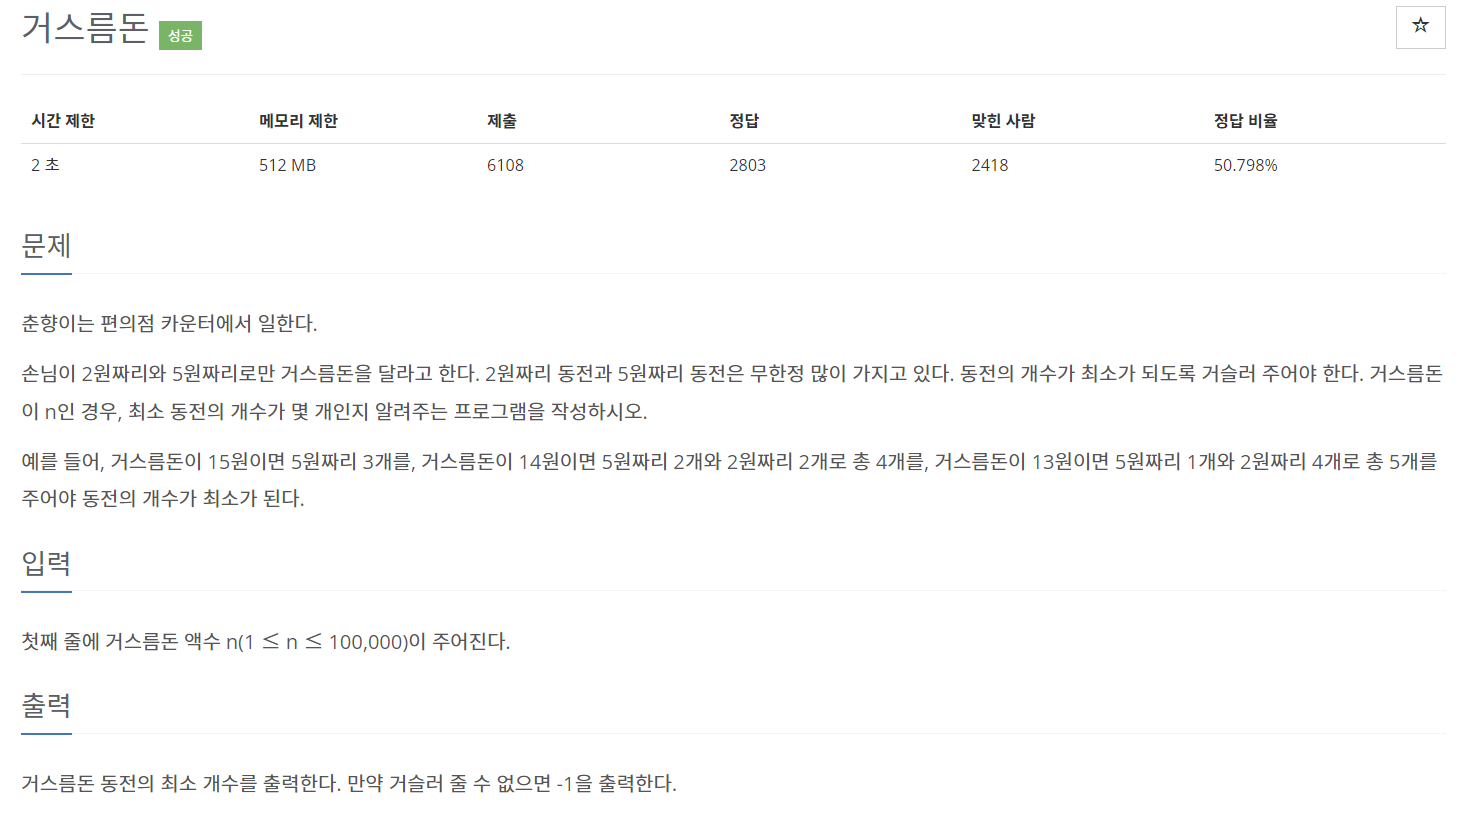 거스름돈 성공
☆
시간 제한 메모리 제한 제출 정답 맞힌 사람 정답 비율
2 초 512 MB 6108 2803 2418 50.798%
문제
춘향이는 편의점 카운터에서 일한다.
손님이 2원짜리와 5원짜리로만 거스름돈을 달라고 한다. 2원짜리 동전과 5원짜리 동전은 무한정 많이 가지고 있다. 동전의 개수가 최소가 되도록 거슬러 주어야 한다. 거스름돈
이 n인 경우, 최소 동전의 개수가 몇 개인지 알려주는 프로그램을 작성하시오.
예를 들어, 거스름돈이 15원이면 5원짜리 3개를, 거스름돈이 14원이면 5원짜리 2개와 2원짜리 2개로 총 4개를, 거스름돈이 13원이면 5원짜리 1개와 2원짜리 4개로 총 5개를
주어야 동전의 개수가 최소가 된다.
입력
첫째 줄에 거스름돈 액수 n(1 ≤ n ≤ 100,000)이 주어진다.
출력
거스름돈 동전의 최소 개수를 출력한다. 만약 거슬러 줄 수 없으면 -1을 출력한다.